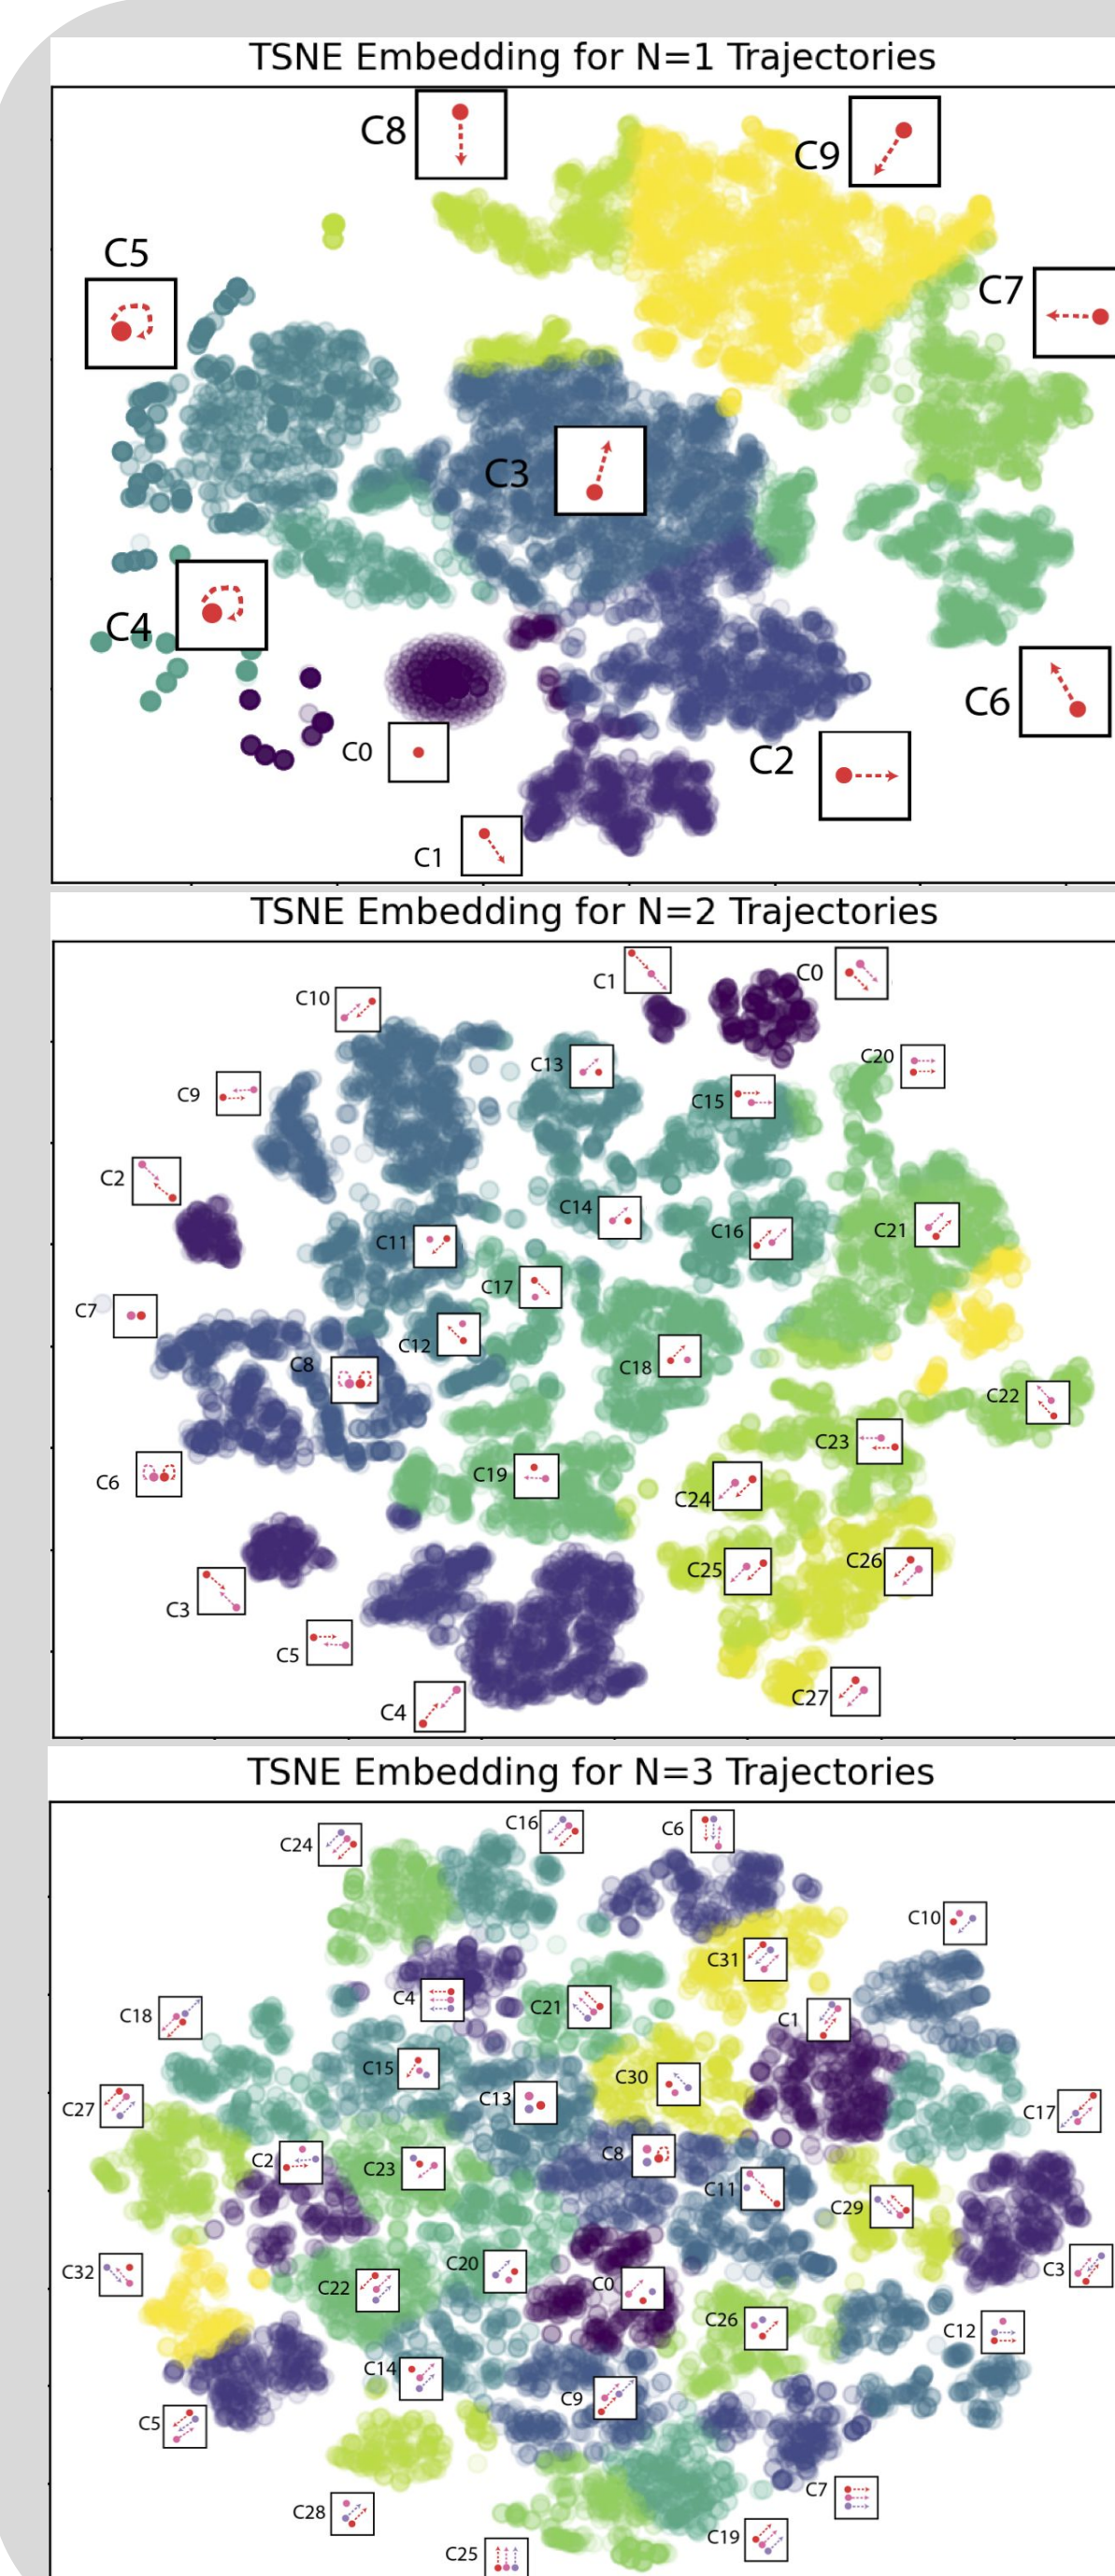 TSNE Embedding for N=1 Trajectories
C8
C9
C5
C7
C3
C4
C6
C0
C2
C1
TSNE Embedding for N=2 Trajectories
C1
C0
C10
C13
C20
C9
C15
C2
C14
C16
C21
C11
C17
C7
C12
C8
C18
C22
C23
C6
C19
C24
C25
C26
C3
C5
C4
C27
TSNE Embedding for N=3 Trajectories
C24
C16
C6
C10
C31
C4
C21
C18
C1
C15
C30
C13
C27
C17
C2
C23
C8
C11
C29
C32
C22
C20
C0
C3
C26
C12
C14
C9
C5
C7
C28
C19
C25